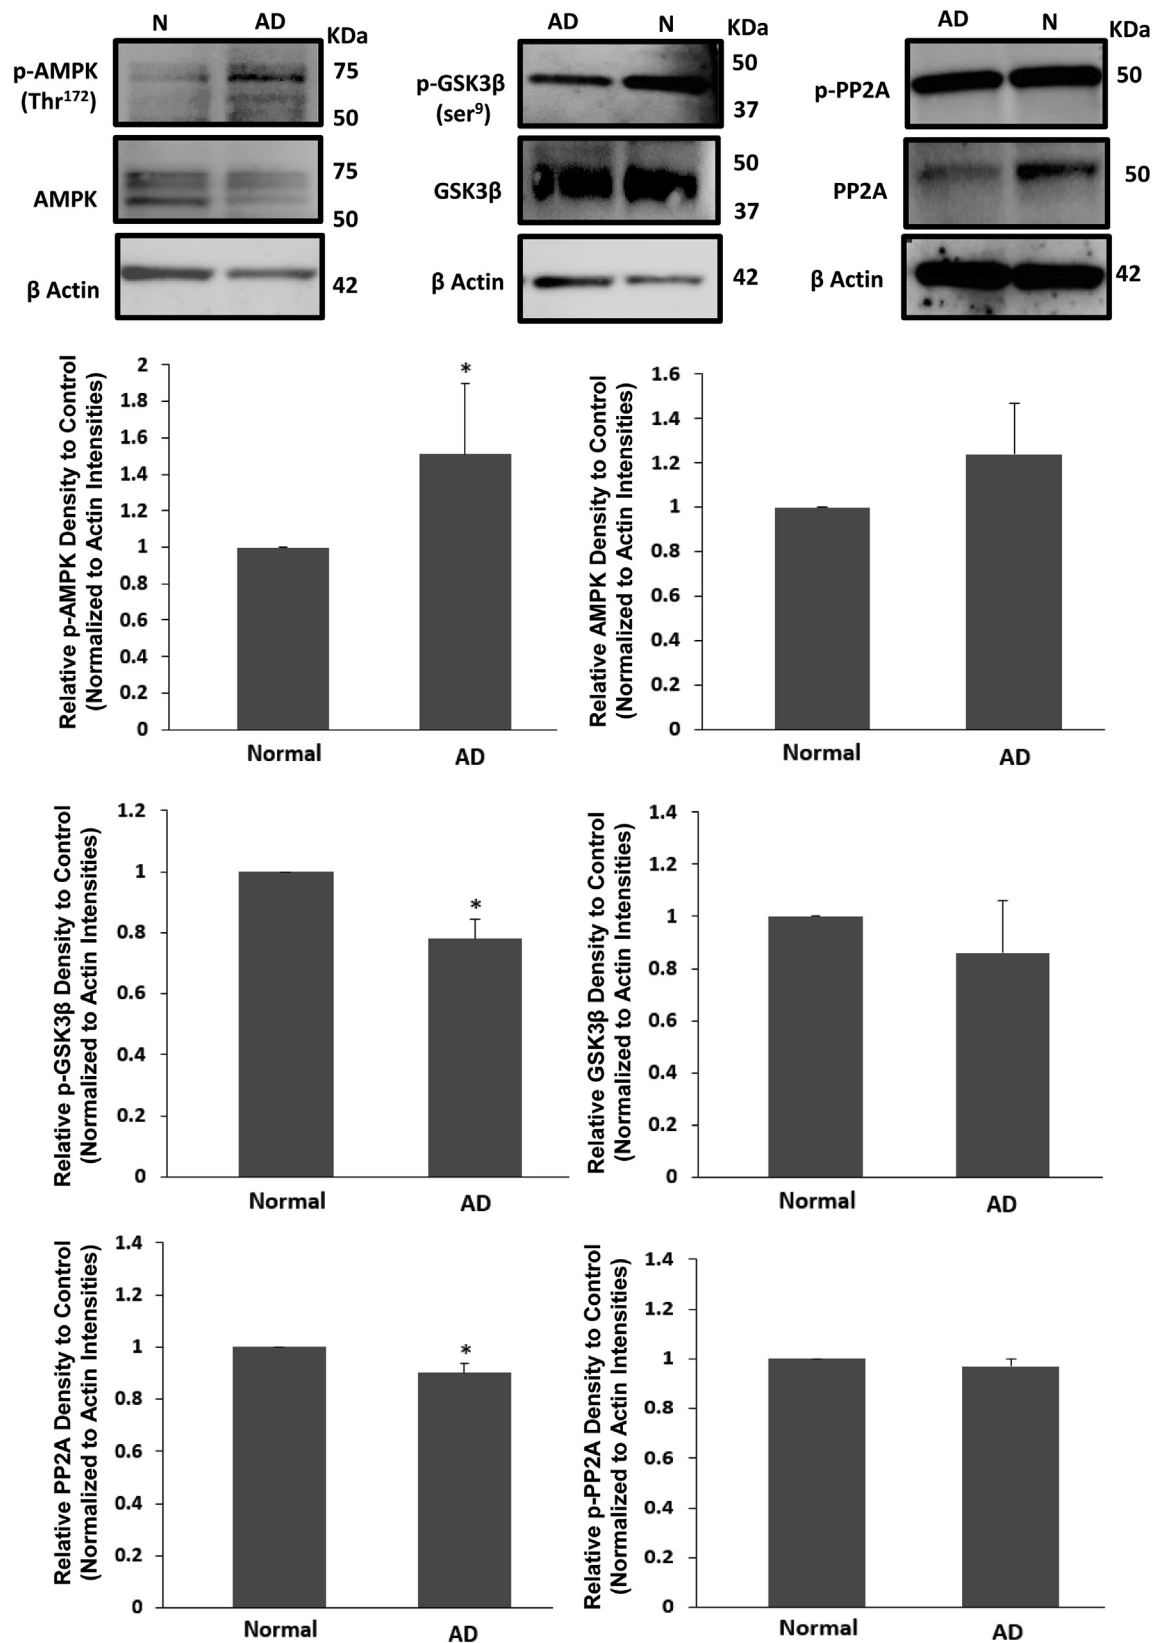 N AD KDa
p-AMPK
(Thr¹⁷²)
75
50
AMPK
75
50
β Actin
42
AD N KDa
p-GSK3β
(ser⁹)
50
37
GSK3β
50
37
β Actin
42
AD N KDa
p-PP2A
50
PP2A
50
β Actin
42
Relative p-AMPK Density to Control
(Normalized to Actin Intensities)
2
1.8
1.6
1.4
1.2
1
0.8
0.6
0.4
0.2
0
*
Normal AD
Relative AMPK Density to Control
(Normalized to Actin Intensities)
1.6
1.4
1.2
1
0.8
0.6
0.4
0.2
0
Normal AD
Relative p-GSK3β Density to Control
(Normalized to Actin Intensities)
1.2
1
0.8
0.6
0.4
0.2
0
*
Normal AD
Relative GSK3β Density to Control
(Normalized to Actin Intensities)
1.4
1.2
1
0.8
0.6
0.4
0.2
0
Normal AD
Relative PP2A Density to Control
(Normalized to Actin Intensities)
1.4
1.2
1
0.8
0.6
0.4
0.2
0
*
Normal AD
Relative p-PP2A Density to Control
(Normalized to Actin Intensities)
1.4
1.2
1
0.8
0.6
0.4
0.2
0
Normal AD